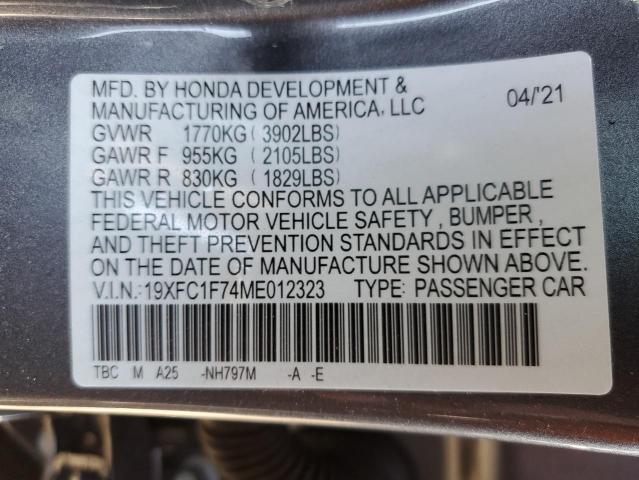 MFD. BY HONDA DEVELOPMENT &
MANUFACTURING OF AMERICA, LLC 04/'21
GVWR 1770KG ( 3902LBS)
GAWR F 955KG ( 2105LBS)
GAWR R 830KG ( 1829LBS)
THIS VEHICLE CONFORMS TO ALL APPLICABLE
FEDERAL MOTOR VEHICLE SAFETY , BUMPER ,
AND THEFT PREVENTION STANDARDS IN EFFECT
ON THE DATE OF MANUFACTURE SHOWN ABOVE.
V.I.N.:19XFC1F74ME012323 TYPE: PASSENGER CAR
TBC M A25 -NH797M -A -E